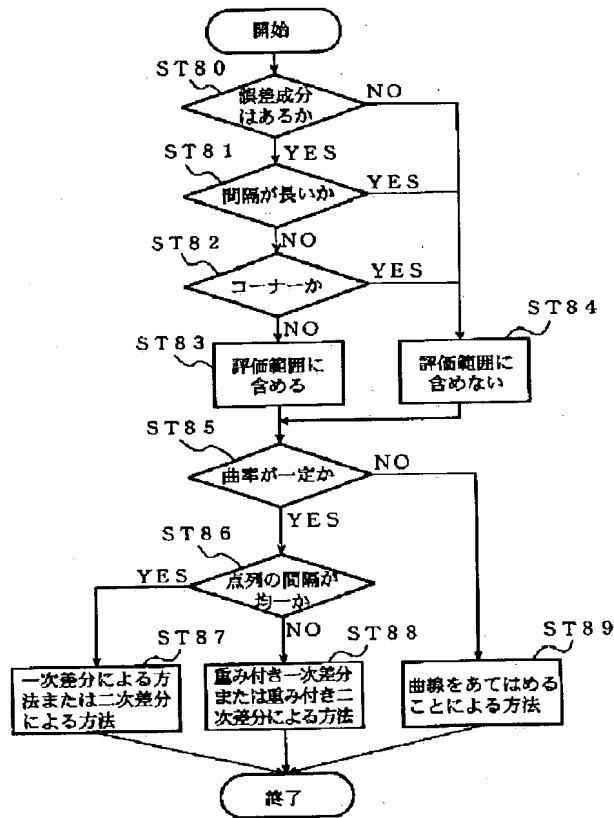 開始
ST80
誤差成分
はあるか
NO
YES
ST81
間隔が長いか
YES
NO
ST82
コーナーか
YES
NO
ST83
評価範囲に
含める
ST84
評価範囲に
含めない
ST85
曲率が一定か
NO
YES
ST86
点列の間隔が
均一か
YES
NO
ST87
一次差分による方
法または二次差分
による方法
ST88
重み付き一次差分
または重み付き二
次差分による方法
ST89
曲線をあてはめる
ことによる方法
終了